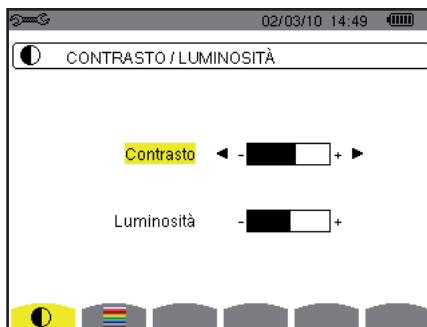 02/03/10 14:49
CONTRASTO / LUMINOSITÀ
Contrasto - +
Luminosità - +